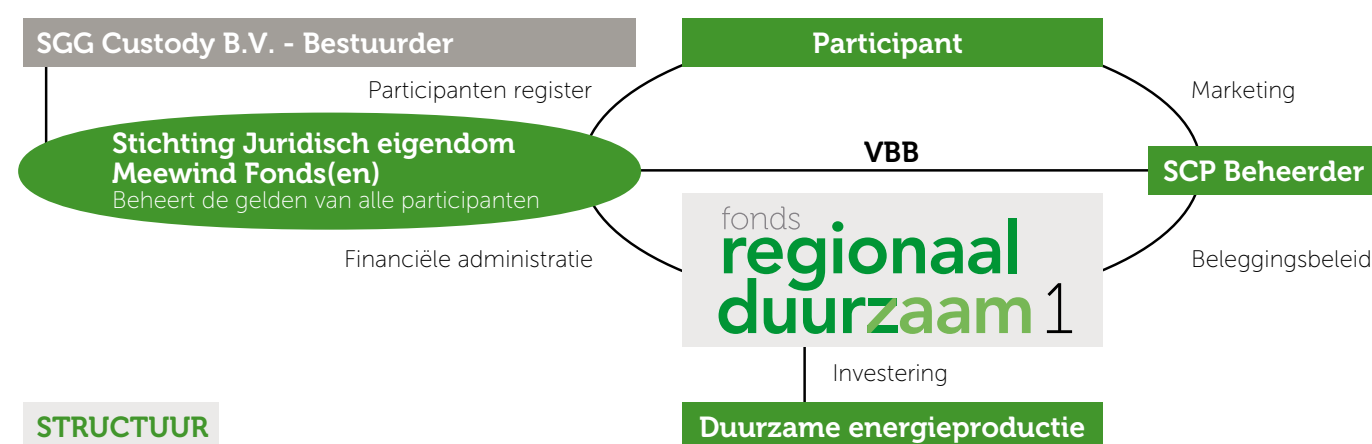 SGG Custody B.V. - Bestuurder
Participant
Participanten register
Marketing
Stichting Juridisch eigendom
Meewind Fonds(en)
Beheert de gelden van alle participanten
VBB
SCP Beheerder
fonds
regionaal
duurzaam 1
Financiële administratie
Beleggingsbeleid
Investering
STRUCTUUR
Duurzame energieproductie